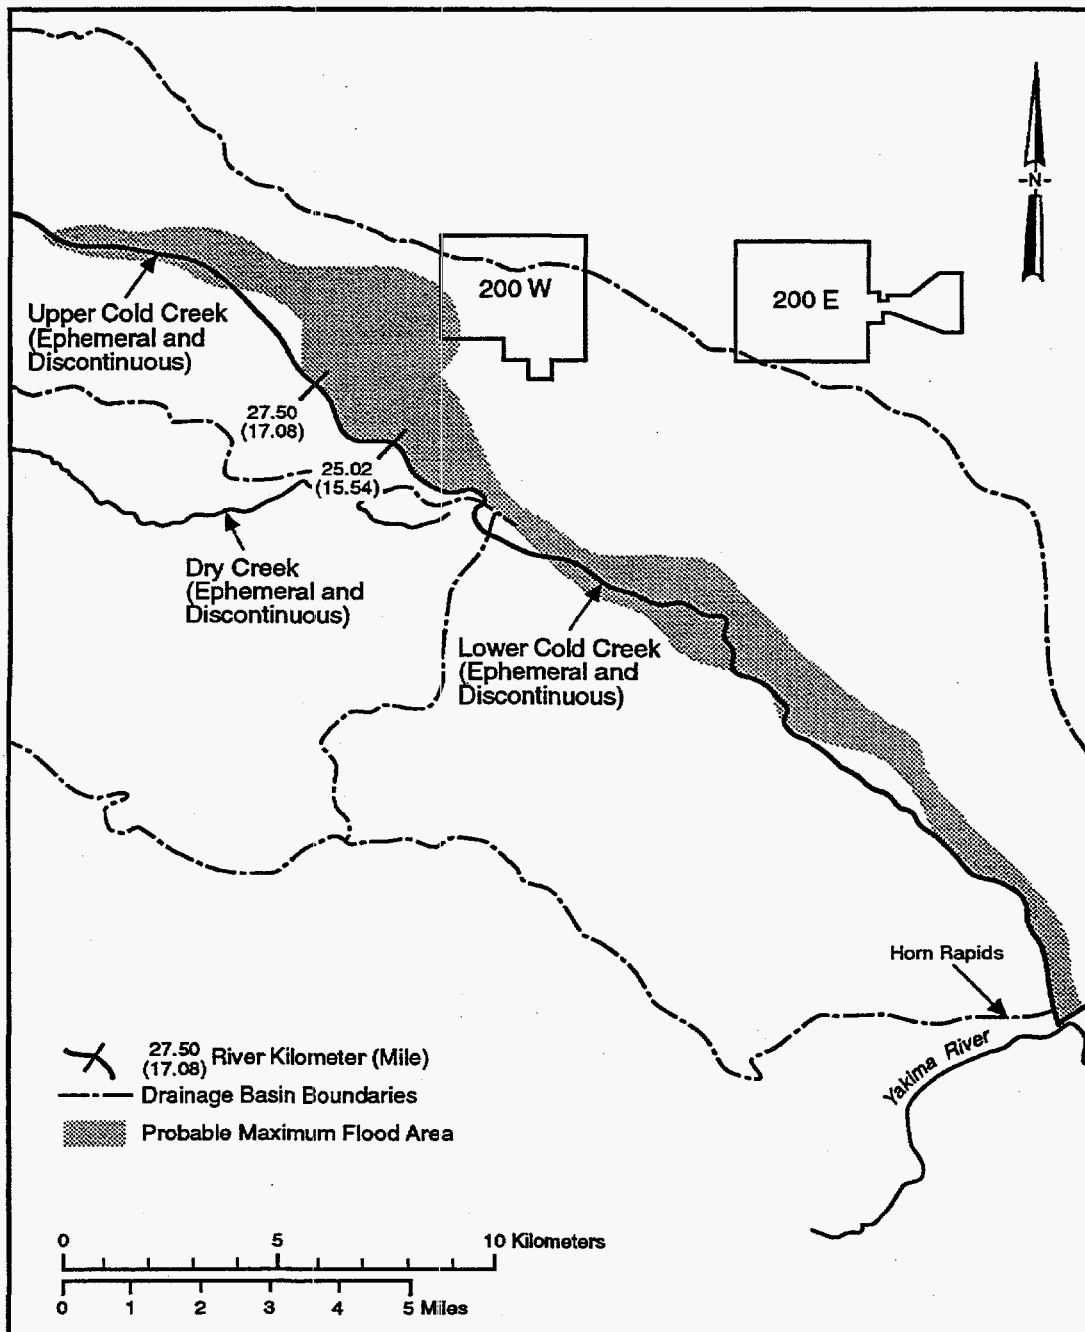 N
200 W
200 E
Upper Cold Creek
(Ephemeral and
Discontinuous)
27.50
(17.08)
25.02
(15.54)
Dry Creek
(Ephemeral and
Discontinuous)
Lower Cold Creek
(Ephemeral and
Discontinuous)
Horn Rapids
Yakima River
27.50
(17.08)
River Kilometer (Mile)
Drainage Basin Boundaries
Probable Maximum Flood Area
0 5 10 Kilometers
0 1 2 3 4 5 Miles